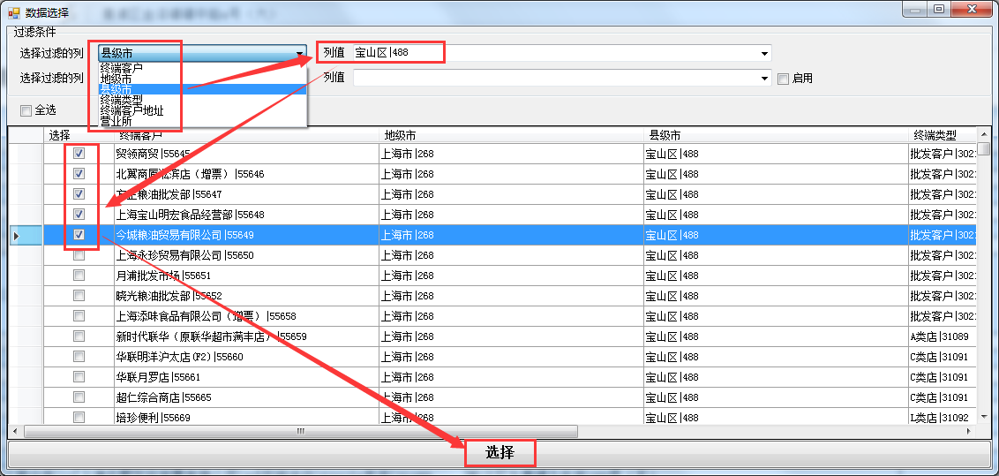 数据选择
过滤条件
选择过滤的列 县级市 列值 宝山区|488
终端客户
地级市
县级市
终端类型
终端客户地址
营业所
选择过滤的列 列值 启用
全选
选择 终端客户 地级市 县级市 终端类型
贸领商贸|55645 上海市|268 宝山区|488 批发客户|3021
北翼商厦淞滨店（增票）|55646 上海市|268 宝山区|488 批发客户|3021
方正粮油批发部|55647 上海市|268 宝山区|488 批发客户|3021
上海宝山明宏食品经营部|55648 上海市|268 宝山区|488 批发客户|3021
今城粮油贸易有限公司|55649 上海市|268 宝山区|488 批发客户|3021
上海永珍贸易有限公司|55650 上海市|268 宝山区|488 批发客户|3021
月浦批发市场|55651 上海市|268 宝山区|488 批发客户|3021
晓光粮油批发部|55652 上海市|268 宝山区|488 批发客户|3021
上海添味食品有限公司（增票）|55658 上海市|268 宝山区|488 批发客户|3021
新时代联华（原联华超市满丰店）|55659 上海市|268 宝山区|488 A类店|31089
华联明洋沪太店(F2)|55660 上海市|268 宝山区|488 C类店|31091
华联月罗店|55661 上海市|268 宝山区|488 C类店|31091
超仁综合商店|55665 上海市|268 宝山区|488 C类店|31091
培珍便利|55669 上海市|268 宝山区|488 L类店|31092
选择